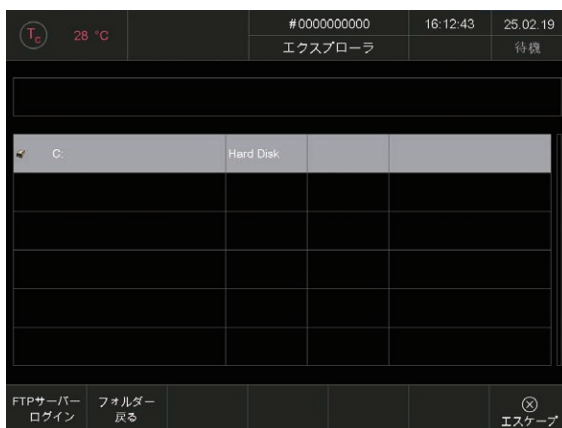 Tc 28 °C
#0000000000 16:12:43 25.02.19
エクスプローラ 待機
C: Hard Disk
FTPサーバー フォルダー
ログイン 戻る
エスケープ